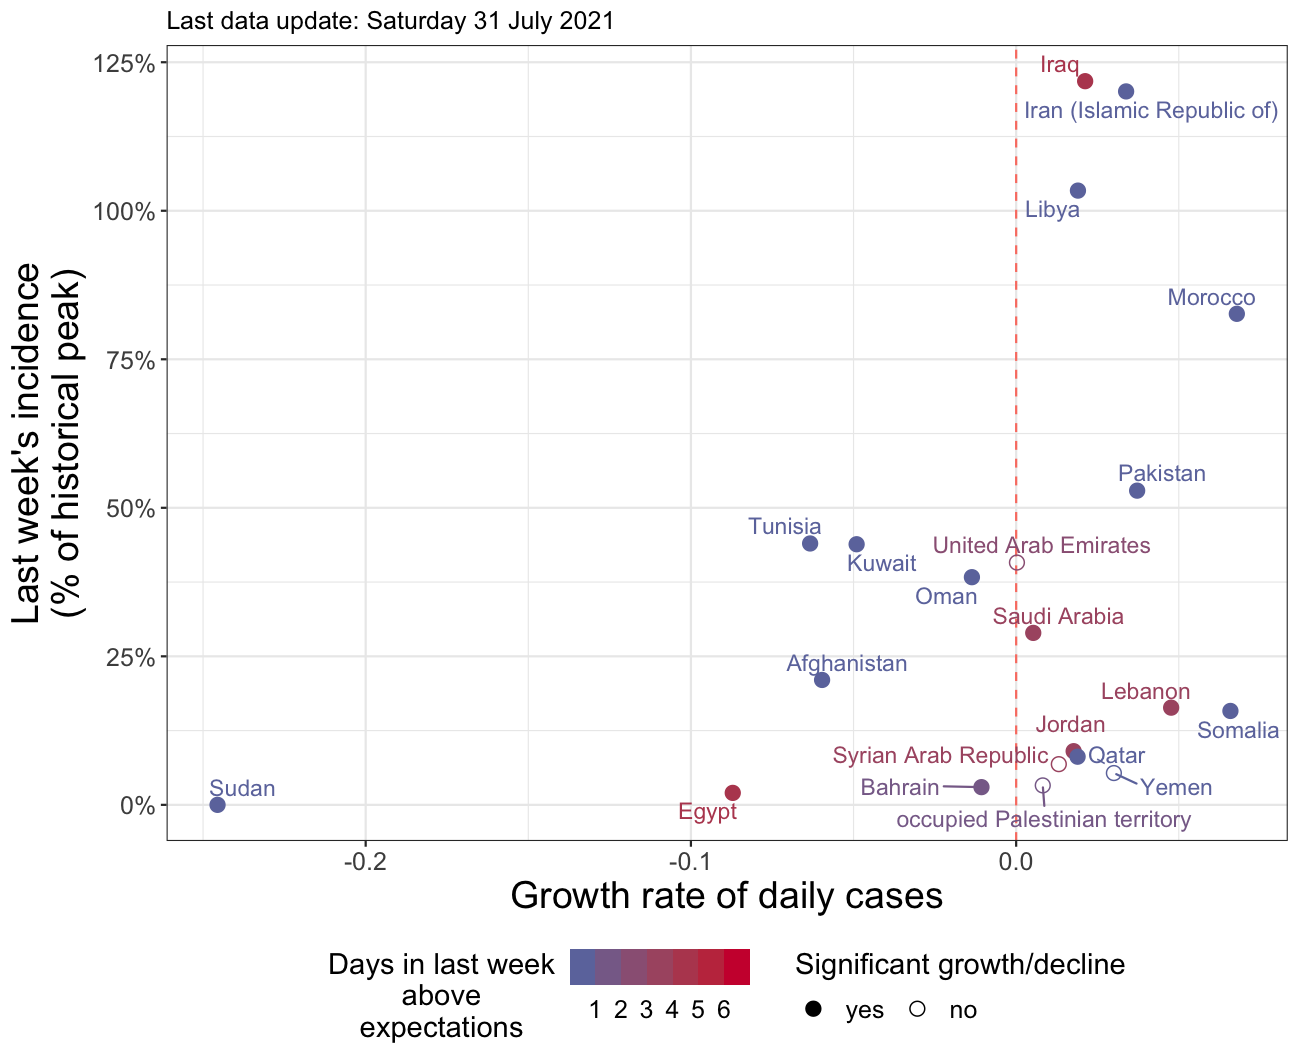 Last data update: Saturday 31 July 2021
Last week's incidence
(% of historical peak)
125%
100%
75%
50%
25%
0%
Iraq
Iran (Islamic Republic of)
Libya
Morocco
Pakistan
Tunisia
United Arab Emirates
Kuwait
Oman
Saudi Arabia
Afghanistan
Lebanon
Jordan
Somalia
Syrian Arab Republic
Qatar
Sudan
Bahrain
Yemen
Egypt
occupied Palestinian territory
-0.2
-0.1
0.0
Growth rate of daily cases
Days in last week
above
expectations
1 2 3 4 5 6
Significant growth/decline
yes
no